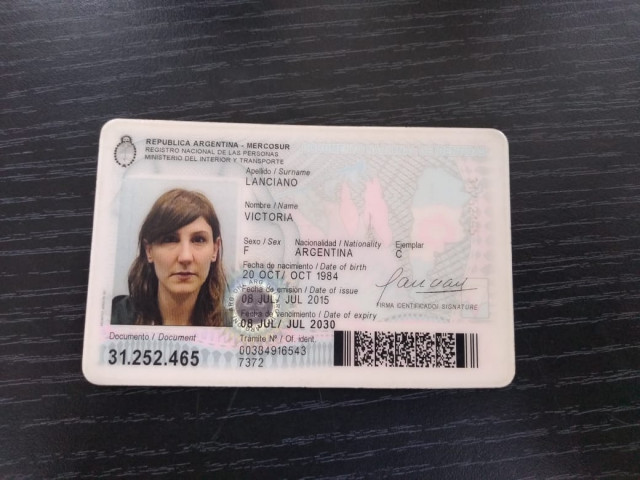 REPUBLICA ARGENTINA - MERCOSUR
REGISTRO NACIONAL DE LAS PERSONAS
MINISTERIO DEL INTERIOR Y TRANSPORTE
Apellido / Surname
LANCIANO
Nombre / Name
VICTORIA
Sexo / Sex Nacionalidad / Nationality Ejemplar
F ARGENTINA C
Fecha de nacimiento / Date of birth
20 OCT/ OCT 1984
Fecha de emisión / Date of issue
08 JUL/ JUL 2015
Fecha de vencimiento / Date of expiry
08 JUL/ JUL 2030
FIRMA IDENTIFICADO/ SIGNATURE
Documento / Document
31.252.465
Trámite Nº / Of. ident.
00384916543
7372